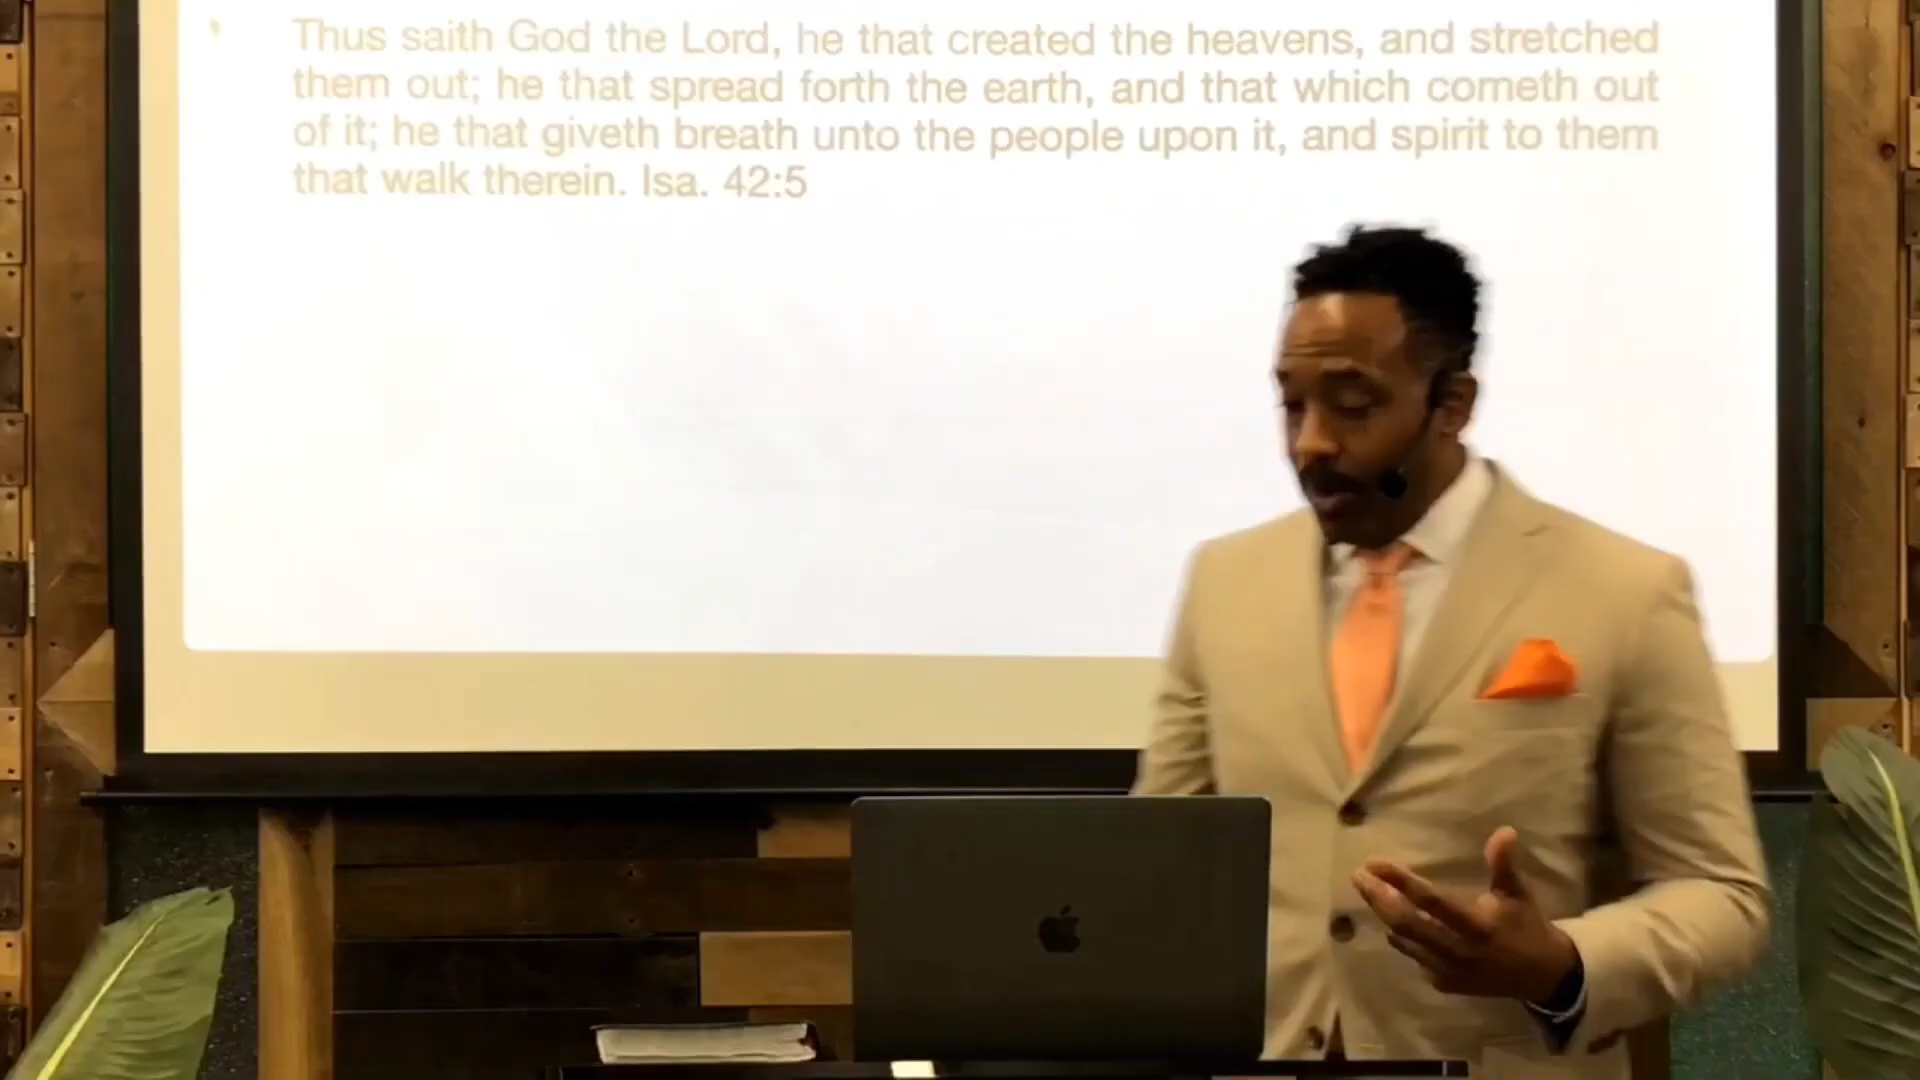 Thus saith God the Lord, he that created the heavens, and stretched
them out; he that spread forth the earth, and that which cometh out
of it; he that giveth breath unto the people upon it, and spirit to them
that walk therein. Isa. 42:5